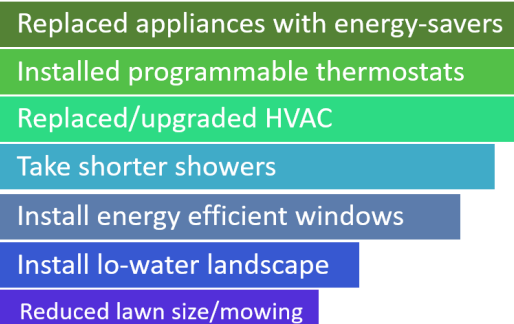 Replaced appliances with energy-savers
Installed programmable thermostats
Replaced/upgraded HVAC
Take shorter showers
Install energy efficient windows
Install lo-water landscape
Reduced lawn size/mowing